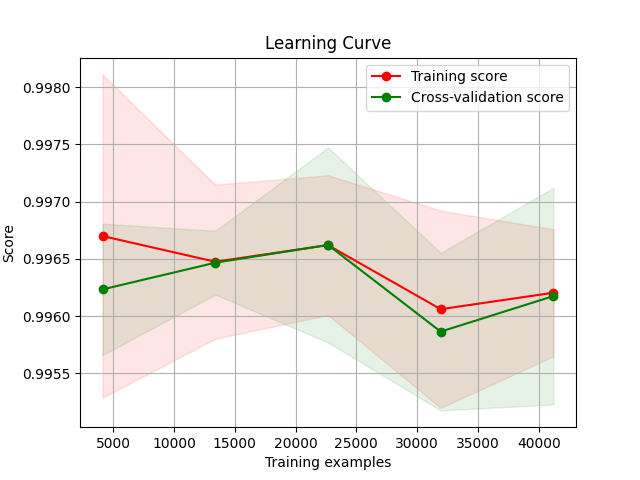 Learning Curve
Training score
Cross-validation score
0.9980
0.9975
0.9970
0.9965
0.9960
0.9955
Score
5000 10000 15000 20000 25000 30000 35000 40000
Training examples